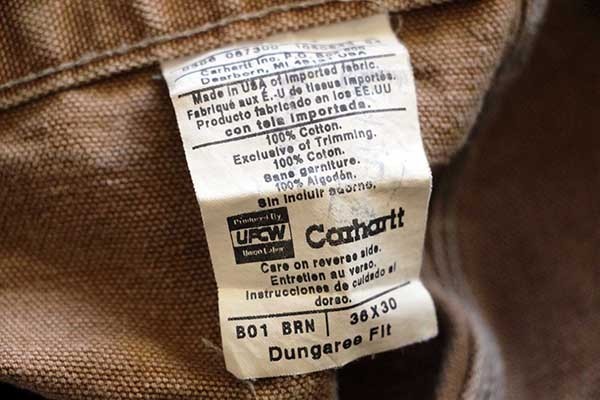 Carhartt Inc. P.O. Box
Dearborn, MI USA
Made in USA of imported fabric.
Fabriqué aux É.-U de tissus importés.
Producto fabricado en los EE.UU
con tela importada.
100% Cotton.
Exclusive of Trimming.
100% Coton.
Sans garniture.
100% Algodón.
Sin incluir adorno.
Produced By
UFCW
Union Labor
Carhartt
Care on reverse side.
Entretien au verso.
Instrucciones de cuidado al
dorso.
B01 BRN 36X30
Dungaree Fit